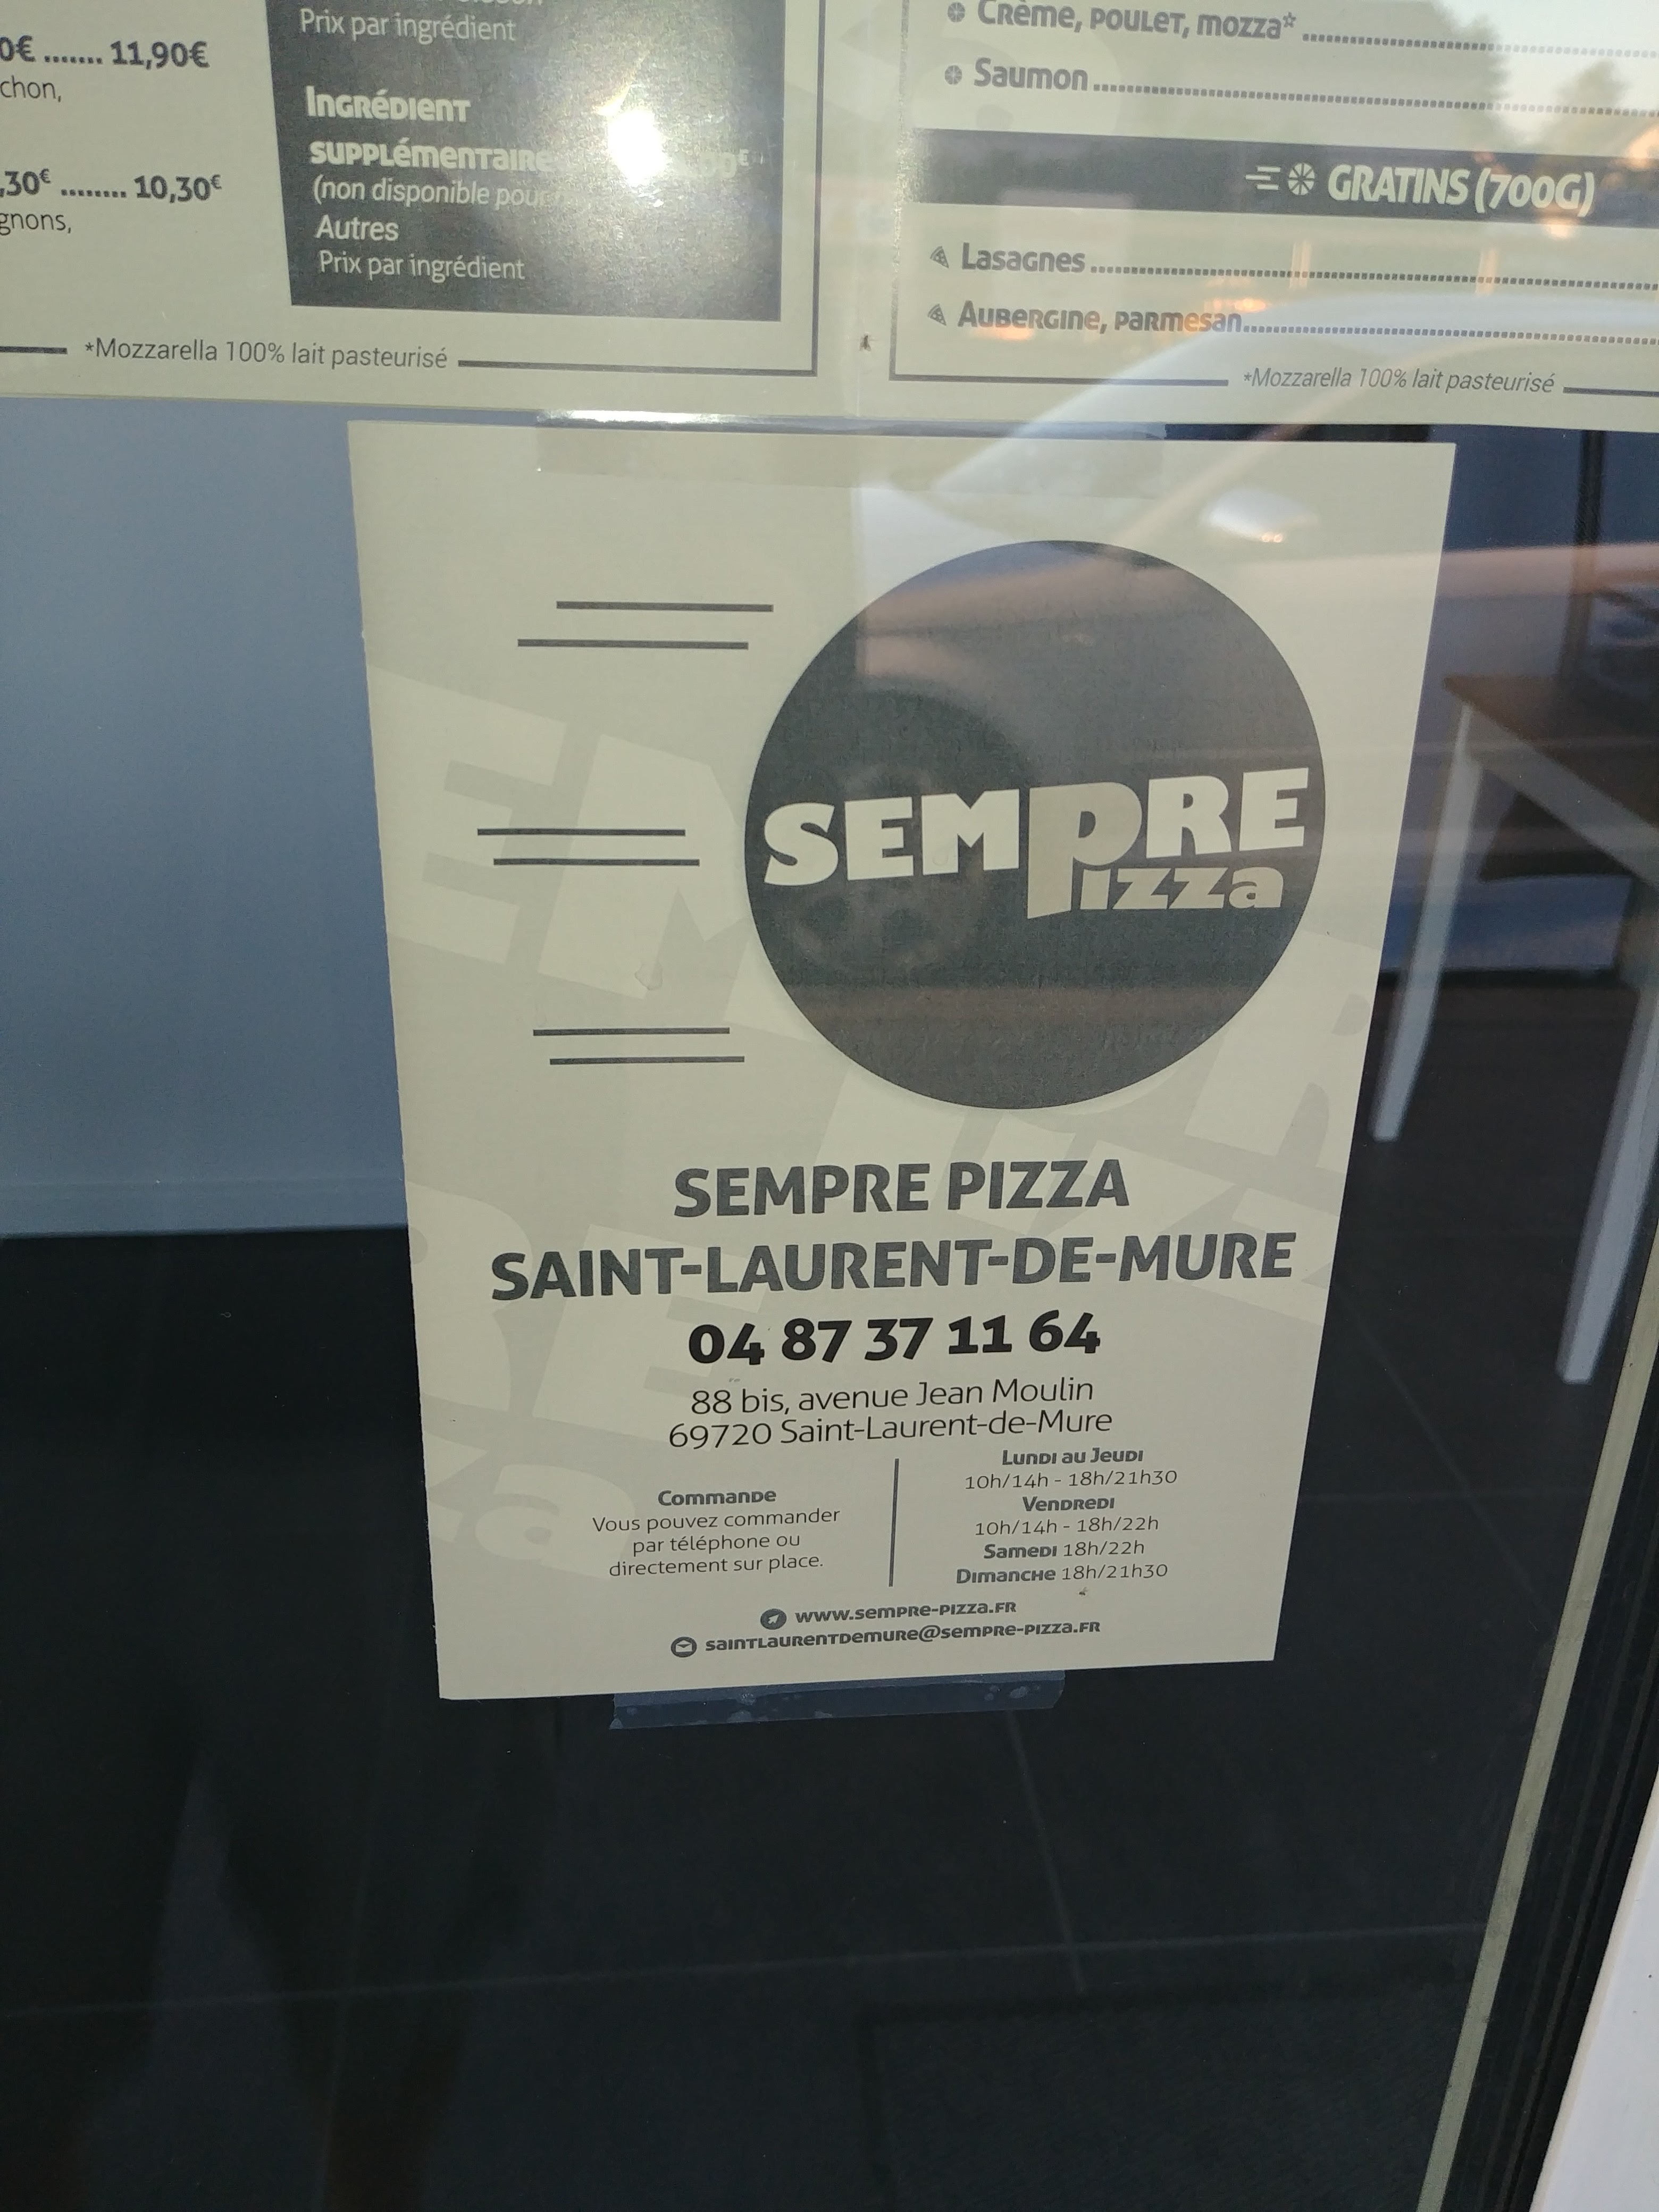 Prix par ingrédient
Ingrédient
supplémentaire
(non disponible pour
Autres
Prix par ingrédient
0€ ....... 11,90€
chon,
,30€ ........ 10,30€
gnons,
*Mozzarella 100% lait pasteurisé
Crème, poulet, mozza*
Saumon
GRATINS (700G)
Lasagnes
Aubergine, parmesan
*Mozzarella 100% lait pasteurisé
SEMPRE
Pizza
SEMPRE PIZZA
SAINT-LAURENT-DE-MURE
04 87 37 11 64
88 bis, avenue Jean Moulin
69720 Saint-Laurent-de-Mure
Commande
Vous pouvez commander
par téléphone ou
directement sur place.
Lundi au Jeudi
10h/14h - 18h/21h30
Vendredi
10h/14h - 18h/22h
Samedi 18h/22h
Dimanche 18h/21h30
www.sempre-pizza.fr
saintlaurentdemure@sempre-pizza.fr